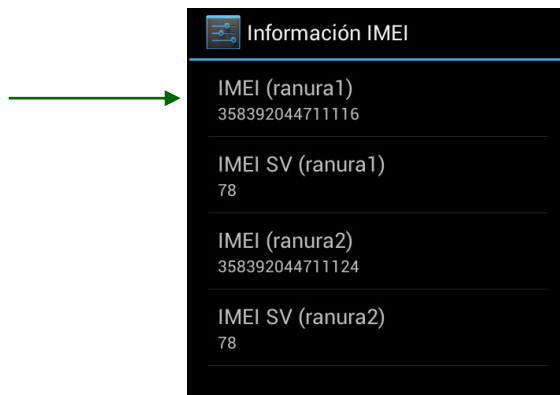 Información IMEI
IMEI (ranura1)
358392044711116
IMEI SV (ranura1)
78
IMEI (ranura2)
358392044711124
IMEI SV (ranura2)
78